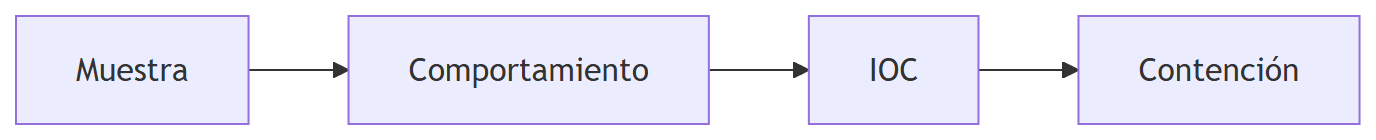 Muestra
Comportamiento
IOC
Contención